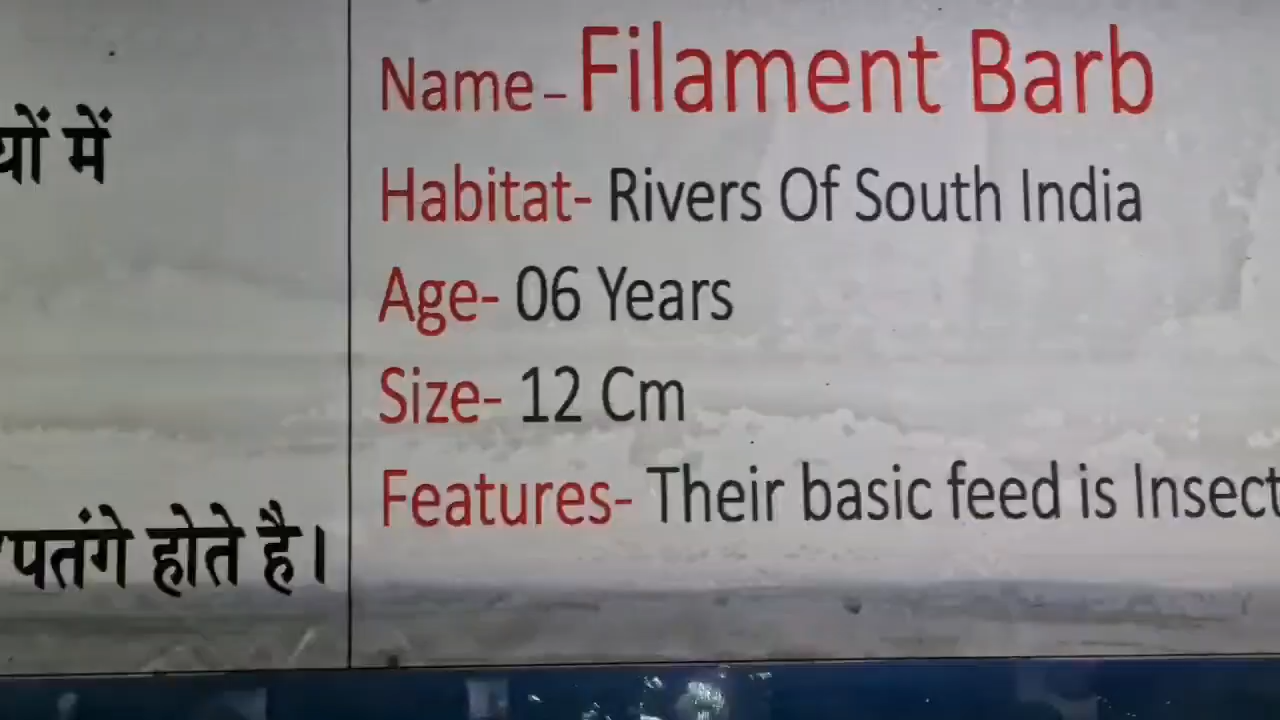 यों में
पतंगे होते है।
Name – Filament Barb
Habitat- Rivers Of South India
Age- 06 Years
Size- 12 Cm
Features- Their basic feed is Insect